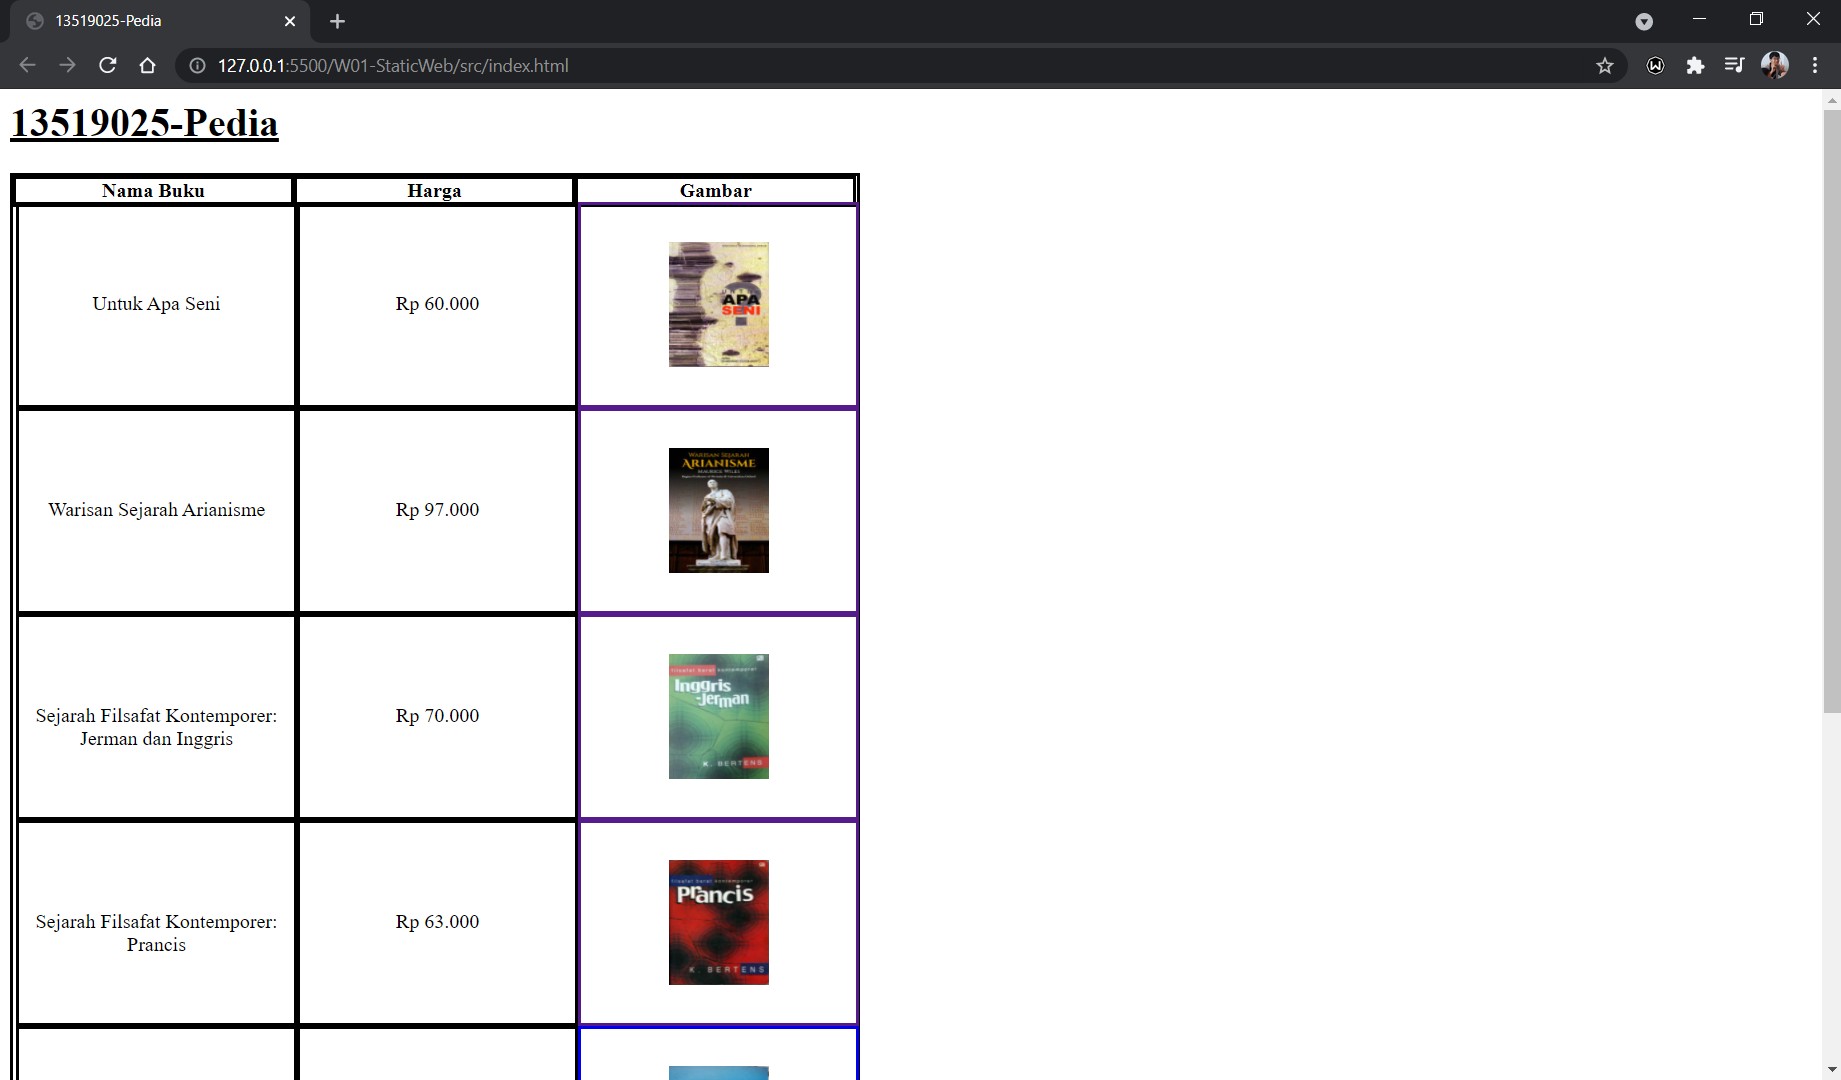 13519025-Pedia
127.0.0.1:5500/W01-StaticWeb/src/index.html
13519025-Pedia
Nama Buku Harga Gambar
Untuk Apa Seni Rp 60.000
APA
SENI
Warisan Sejarah Arianisme Rp 97.000
WARISAN SEJARAH
ARIANISME
MAURICE WILES
Sejarah Filsafat Kontemporer:
Jerman dan Inggris
Rp 70.000
filsafat barat kontemporer
Inggris
-Jerman
K. BERTENS
Sejarah Filsafat Kontemporer:
Prancis
Rp 63.000
filsafat barat kontemporer
Prancis
K. BERTENS